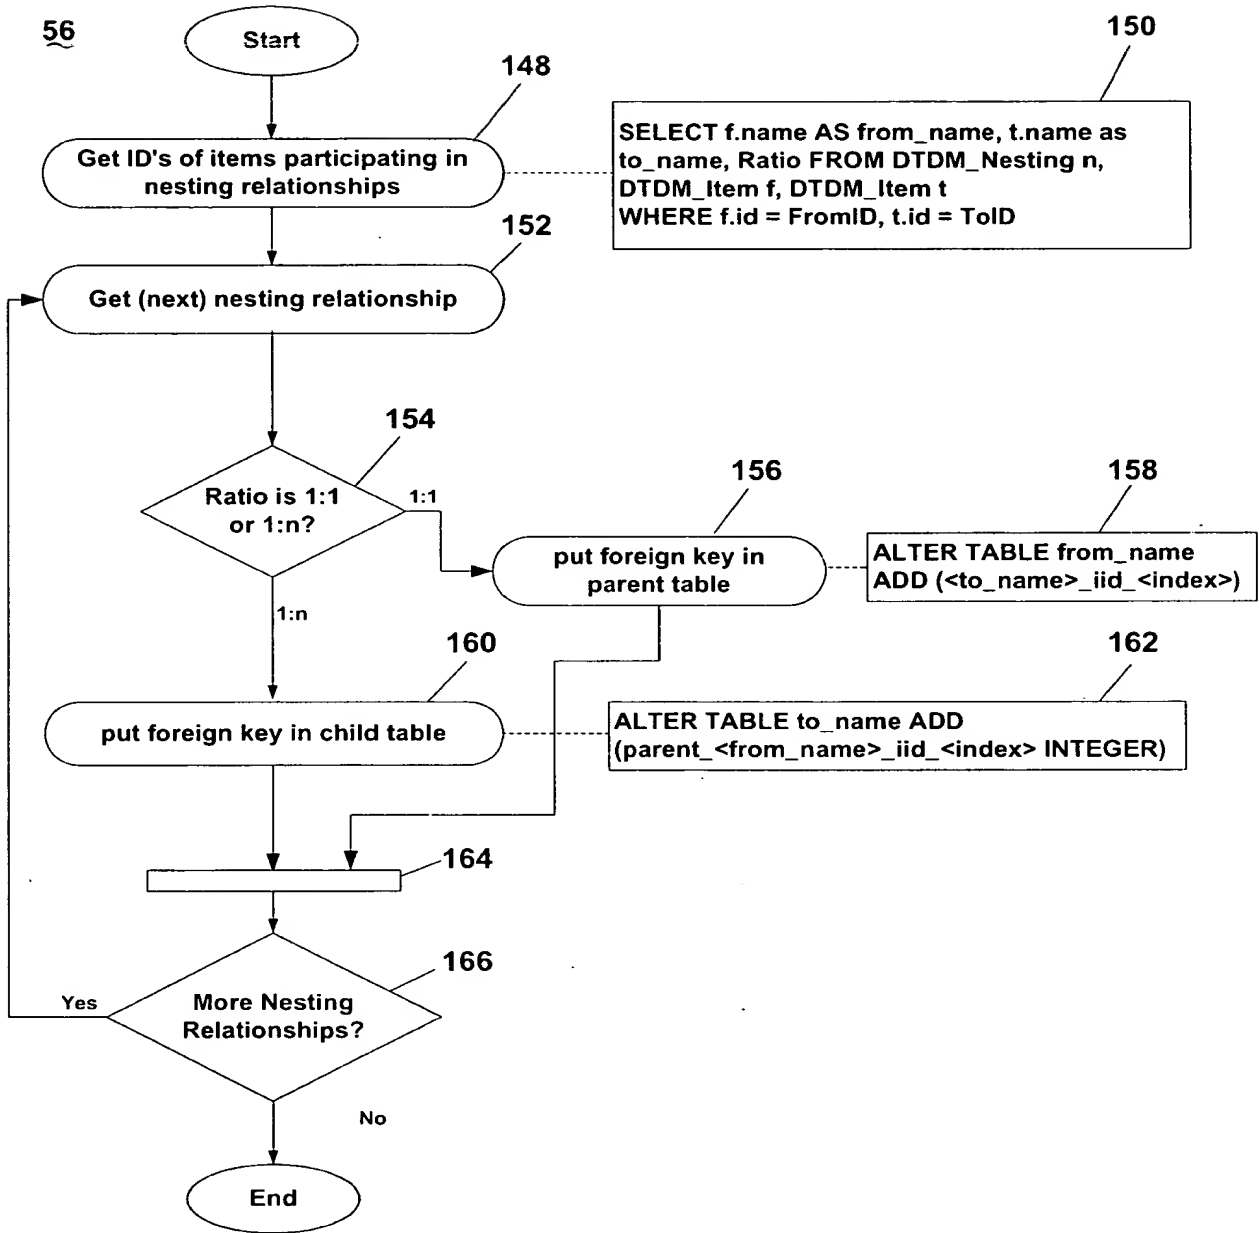 56
Start
148
Get ID's of items participating in
nesting relationships
150
SELECT f.name AS from_name, t.name as
to_name, Ratio FROM DTDM_Nesting n,
DTDM_Item f, DTDM_Item t
WHERE f.id = FromID, t.id = ToID
152
Get (next) nesting relationship
154
Ratio is 1:1
or 1:n?
1:1
1:n
156
put foreign key in
parent table
158
ALTER TABLE from_name
ADD (<to_name>_iid_<index>)
160
put foreign key in child table
162
ALTER TABLE to_name ADD
(parent_<from_name>_iid_<index> INTEGER)
164
166
More Nesting
Relationships?
Yes
No
End